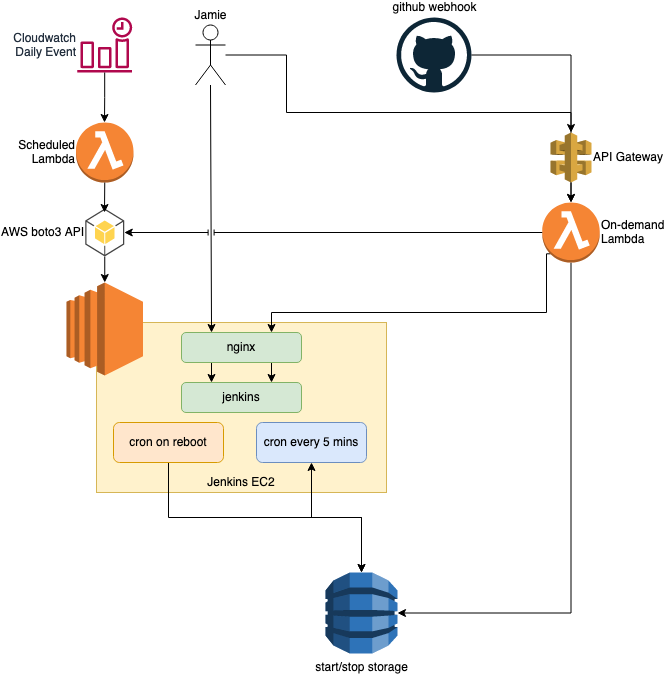 Jamie
github webhook
Cloudwatch
Daily Event
Scheduled
Lambda
API Gateway
AWS boto3 API
On-demand
Lambda
nginx
jenkins
cron on reboot
cron every 5 mins
Jenkins EC2
start/stop storage